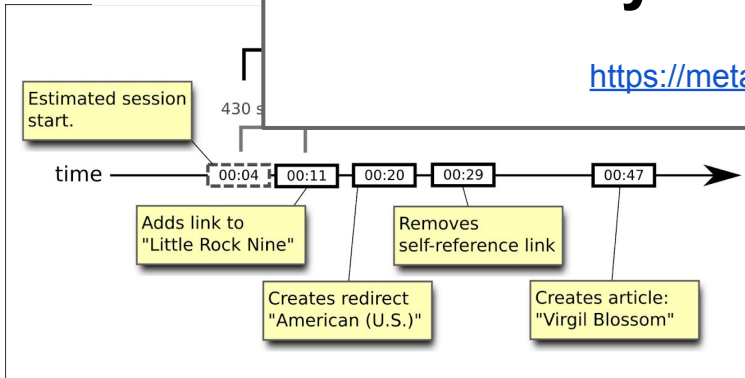 https://meta
Estimated session
start.
430 s
time
00:04
00:11
00:20
00:29
00:47
Adds link to
"Little Rock Nine"
Removes
self-reference link
Creates redirect
"American (U.S.)"
Creates article:
"Virgil Blossom"